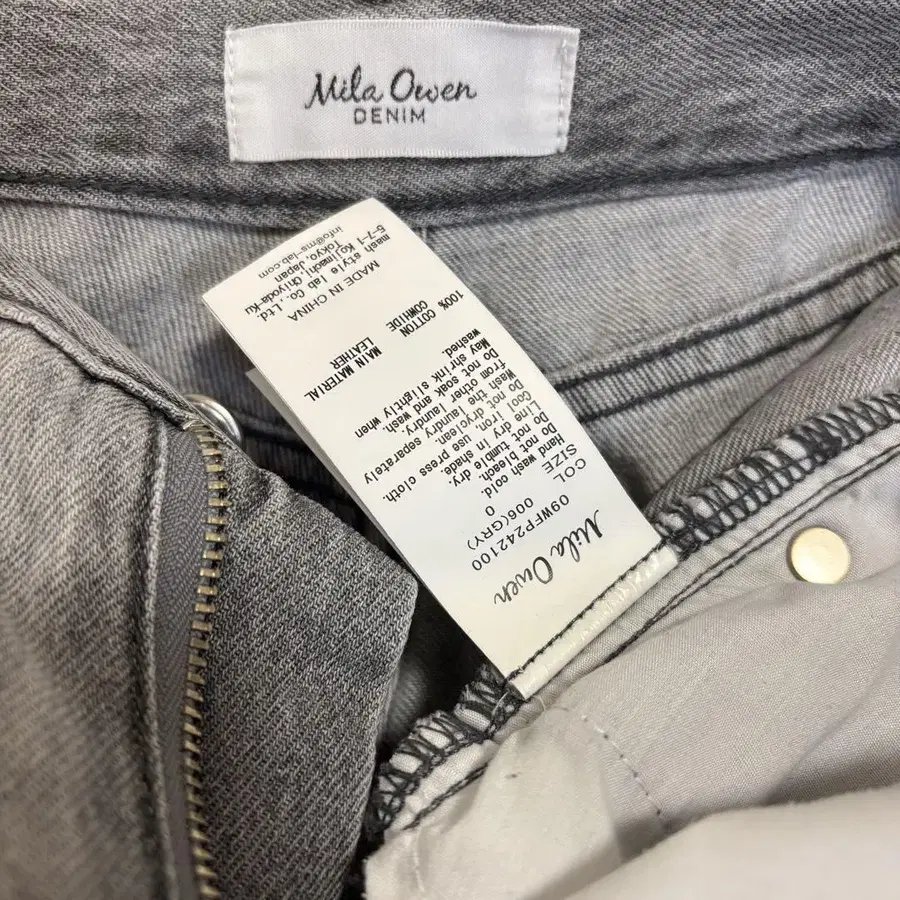 Mila Owen
DENIM
Mila Owen
09WFP242100
COL 006(GRY)
SIZE 0
Hand wash cold.
Do not bleach.
Do not tumble dry.
Line dry in shade.
Cool iron, use press cloth.
Do not dryclean.
Do Wash the laundry separately
from other laundry
Do not soak and wash.
May shrink slightly when
washed.
MAIN MATERIAL 100% COTTON
LEATHER COWHIDE
MADE IN CHINA
mash style lab Co.,Ltd.
5-7-1 Kojimachi,Chiyoda-Ku
Tokyo,Japan
info@ms-lab.com